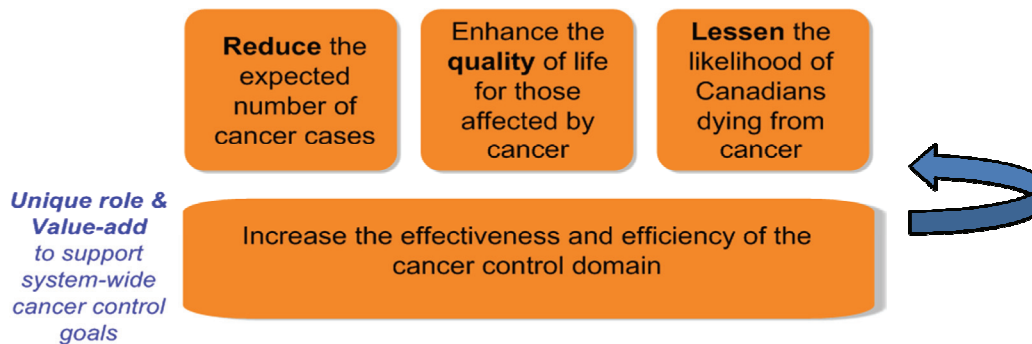 Reduce the
expected
number of
cancer cases
Enhance the
quality of life
for those
affected by
cancer
Lessen the
likelihood of
Canadians
dying from
cancer
Unique role &
Value-add
to support
system-wide
cancer control
goals
Increase the effectiveness and efficiency of the
cancer control domain